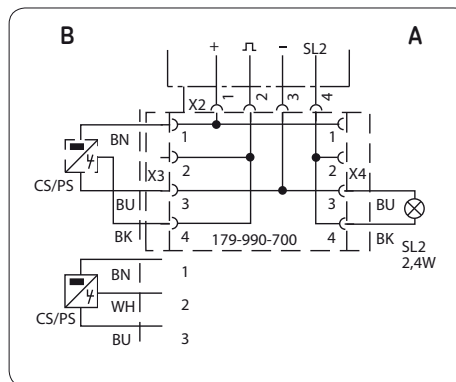 B
A
+ ⎍ − SL2
X2 1 2 3 4
BN 1 1
X3 2 2 X4
CS/PS
BU 3 3 BU
BK 4 179-990-700 4 BK
SL2
2,4W
BN 1
WH 2
CS/PS
BU 3